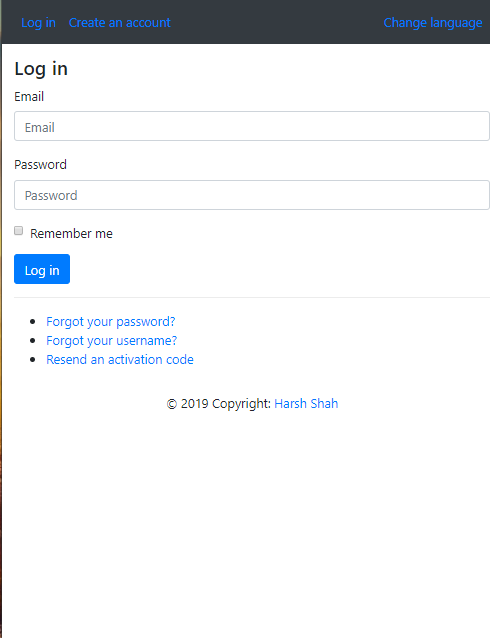 Log in Create an account Change language
Log in
Email
Email
Password
Password
Remember me
Log in
Forgot your password?
Forgot your username?
Resend an activation code
© 2019 Copyright: Harsh Shah